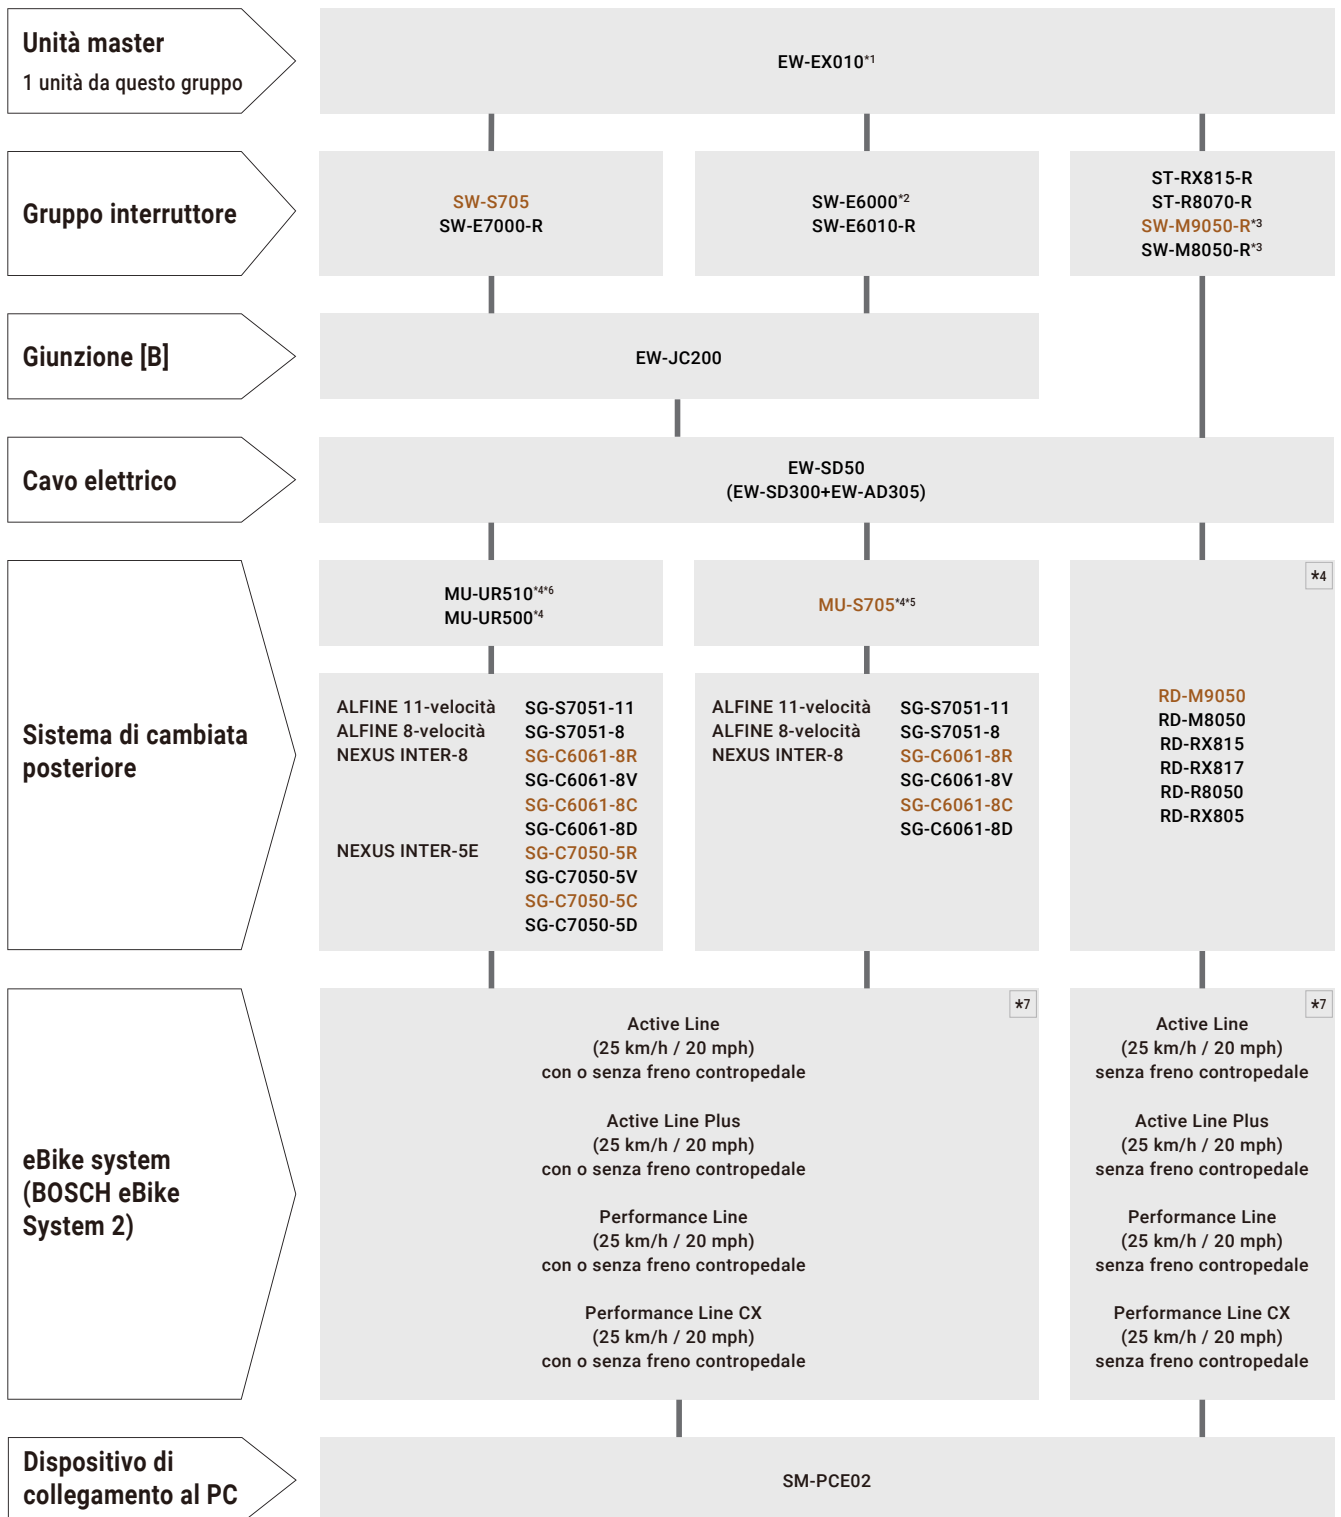 Unità master
1 unità da questo gruppo
EW-EX010*1
Gruppo interruttore
SW-S705
SW-E7000-R
SW-E6000*2
SW-E6010-R
ST-RX815-R
ST-R8070-R
SW-M9050-R*3
SW-M8050-R*3
Giunzione [B]
EW-JC200
Cavo elettrico
EW-SD50
(EW-SD300+EW-AD305)
Sistema di cambiata
posteriore
MU-UR510*4*6
MU-UR500*4
MU-S705*4*5
*4
ALFINE 11-velocità SG-S7051-11
ALFINE 8-velocità SG-S7051-8
NEXUS INTER-8 SG-C6061-8R
SG-C6061-8V
SG-C6061-8C
SG-C6061-8D
NEXUS INTER-5E SG-C7050-5R
SG-C7050-5V
SG-C7050-5C
SG-C7050-5D
ALFINE 11-velocità SG-S7051-11
ALFINE 8-velocità SG-S7051-8
NEXUS INTER-8 SG-C6061-8R
SG-C6061-8V
SG-C6061-8C
SG-C6061-8D
RD-M9050
RD-M8050
RD-RX815
RD-RX817
RD-R8050
RD-RX805
eBike system
(BOSCH eBike
System 2)
*7
Active Line
(25 km/h / 20 mph)
con o senza freno contropedale
Active Line Plus
(25 km/h / 20 mph)
con o senza freno contropedale
Performance Line
(25 km/h / 20 mph)
con o senza freno contropedale
Performance Line CX
(25 km/h / 20 mph)
con o senza freno contropedale
*7
Active Line
(25 km/h / 20 mph)
senza freno contropedale
Active Line Plus
(25 km/h / 20 mph)
senza freno contropedale
Performance Line
(25 km/h / 20 mph)
senza freno contropedale
Performance Line CX
(25 km/h / 20 mph)
senza freno contropedale
Dispositivo di
collegamento al PC
SM-PCE02